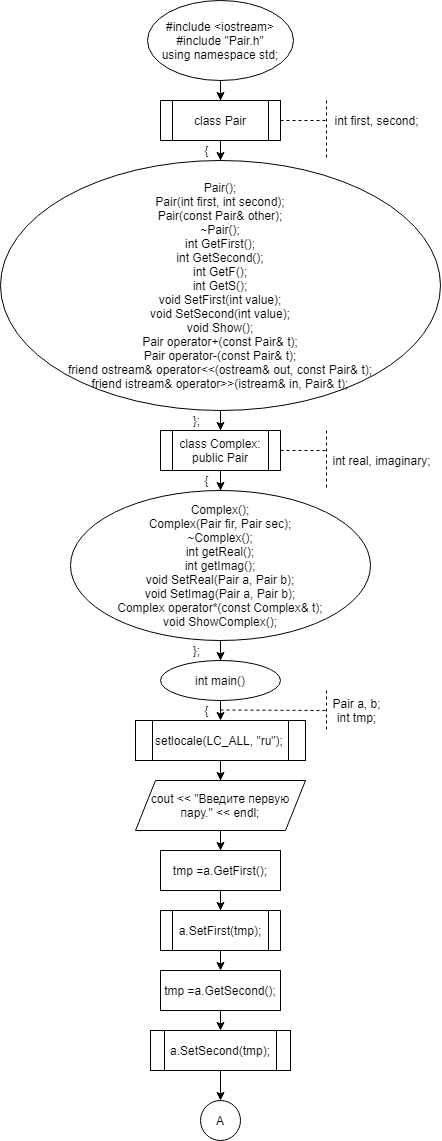 #include <iostream>
#include "Pair.h"
using namespace std;
class Pair
int first, second;
{
Pair();
Pair(int first, int second);
Pair(const Pair& other);
~Pair();
int GetFirst();
int GetSecond();
int GetF();
int GetS();
void SetFirst(int value);
void SetSecond(int value);
void Show();
Pair operator+(const Pair& t);
Pair operator-(const Pair& t);
friend ostream& operator<<(ostream& out, const Pair& t);
friend istream& operator>>(istream& in, Pair& t);
};
class Complex:
public Pair
int real, imaginary;
{
Complex();
Complex(Pair fir, Pair sec);
~Complex();
int getReal();
int getImag();
void SetReal(Pair a, Pair b);
void SetImag(Pair a, Pair b);
Complex operator*(const Complex& t);
void ShowComplex();
};
int main()
{
Pair a, b;
int tmp;
setlocale(LC_ALL, "ru");
cout << "Введите первую
пару." << endl;
tmp =a.GetFirst();
a.SetFirst(tmp);
tmp =a.GetSecond();
a.SetSecond(tmp);
A